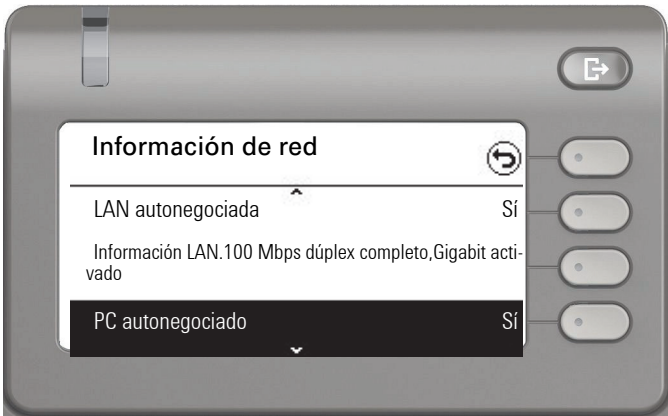 Información de red
LAN autonegociada Sí
Información LAN.100 Mbps dúplex completo,Gigabit acti-
vado
PC autonegociado Sí